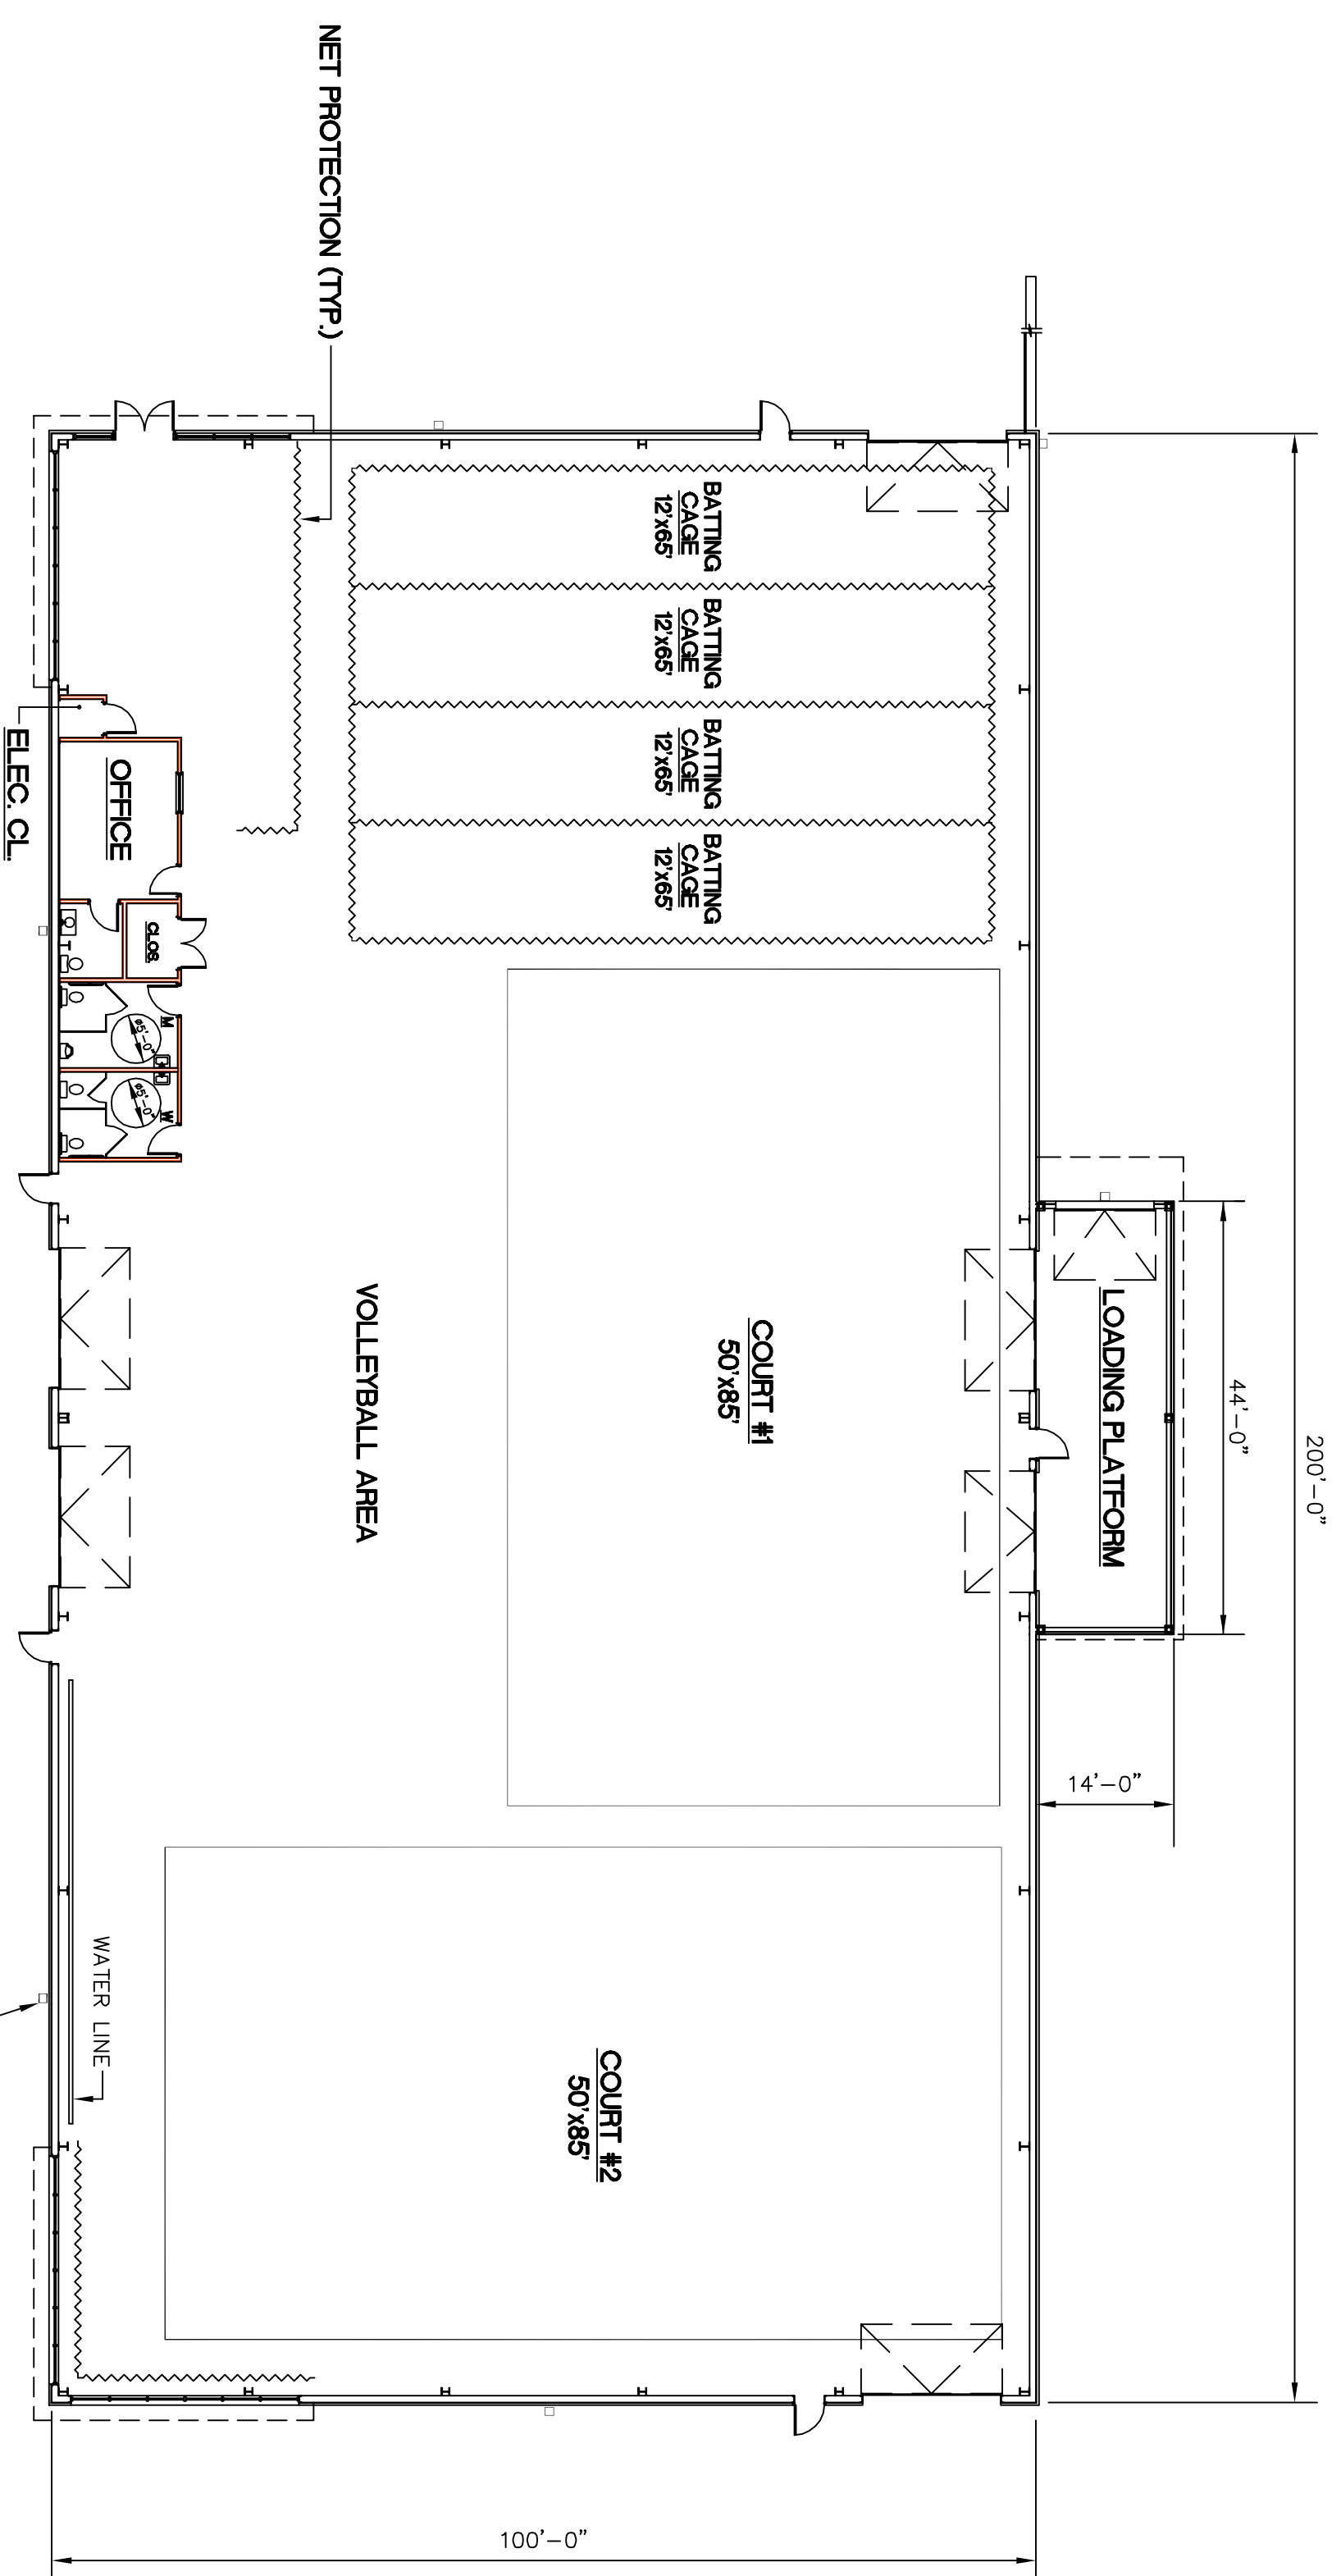 200'-0"
44'-0"
LOADING PLATFORM
14'-0"
NET PROTECTION (TYP.)
BATTING
CAGE
12'x65'
BATTING
CAGE
12'x65'
BATTING
CAGE
12'x65'
BATTING
CAGE
12'x65'
COURT #1
50'x85'
COURT #2
50'x85'
VOLLEYBALL AREA
OFFICE
CLOS.
M
ø5'-0"
W
ø5'-0"
ELEC. CL.
WATER LINE
100'-0"